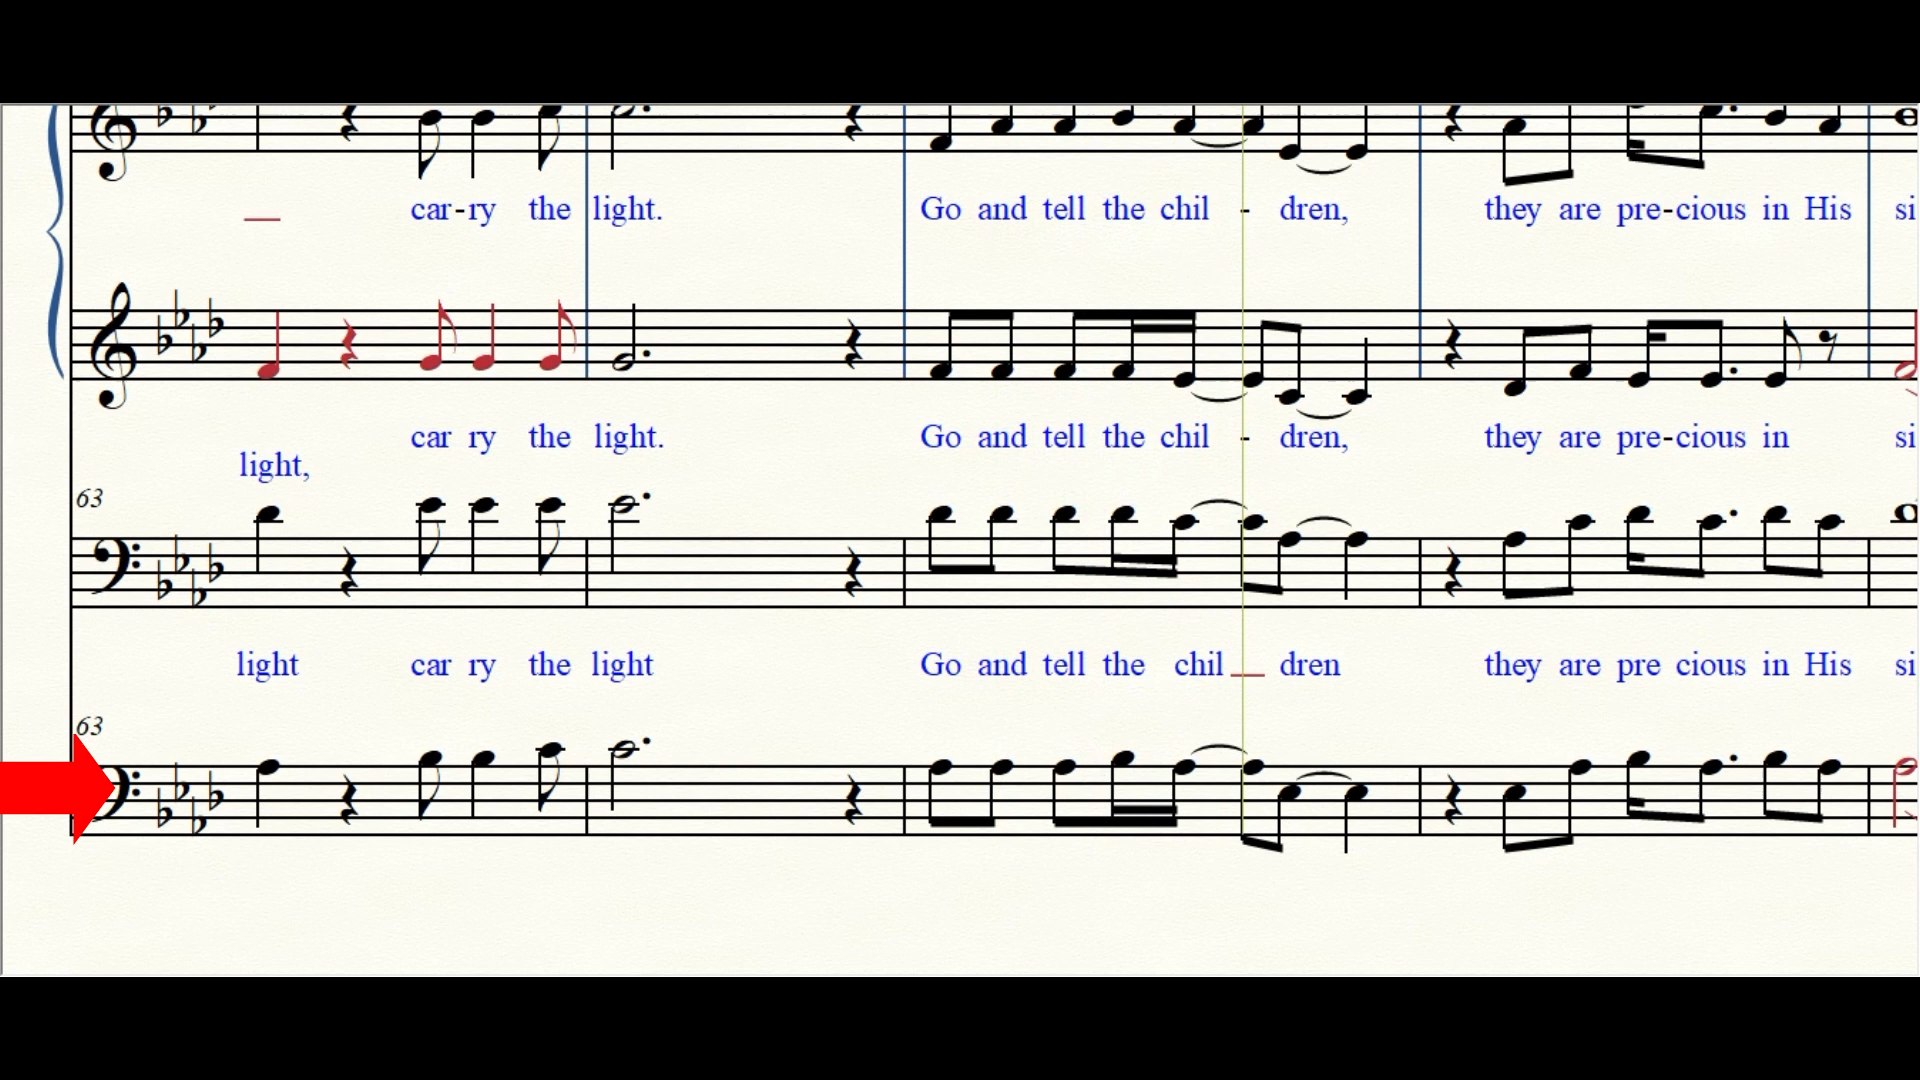 car-ry the light. Go and tell the chil - dren, they are pre-cious in His si
car ry the light. Go and tell the chil - dren, they are pre-cious in si
light,
63
light car ry the light Go and tell the chil__ dren they are pre cious in His si
63